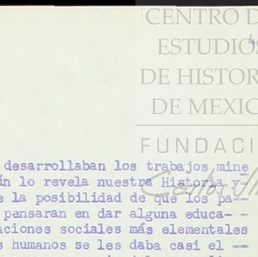 CENTRO D
ESTUDIOS
DE HISTOR
DE MEXIC
FUNDACI
desarrollaban los trabajos mine
lo revela nuestra Historia y-
la posibilidad de que los pa--
pensaran en dar alguna educa-
aciones sociales más elementales
s humanos se les daba casi el --